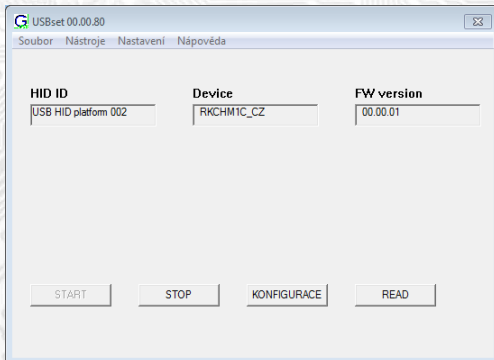 USBset 00.00.80
Soubor Nástroje Nastavení Nápověda
HID ID Device FW version
USB HID platform 002 RKCHM1C_CZ 00.00.01
START STOP KONFIGURACE READ